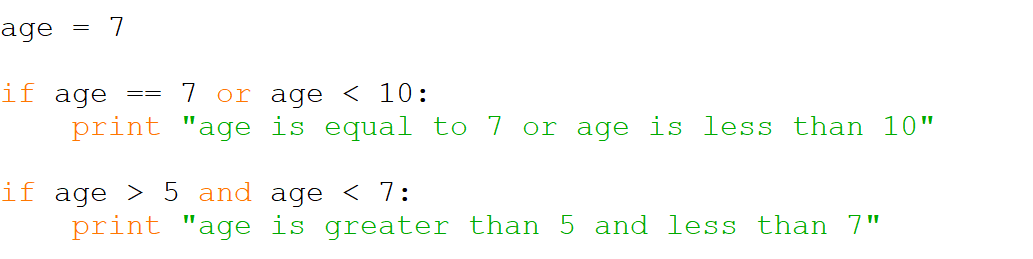 age = 7
if age == 7 or age < 10:
    print "age is equal to 7 or age is less than 10"
if age > 5 and age < 7:
    print "age is greater than 5 and less than 7"